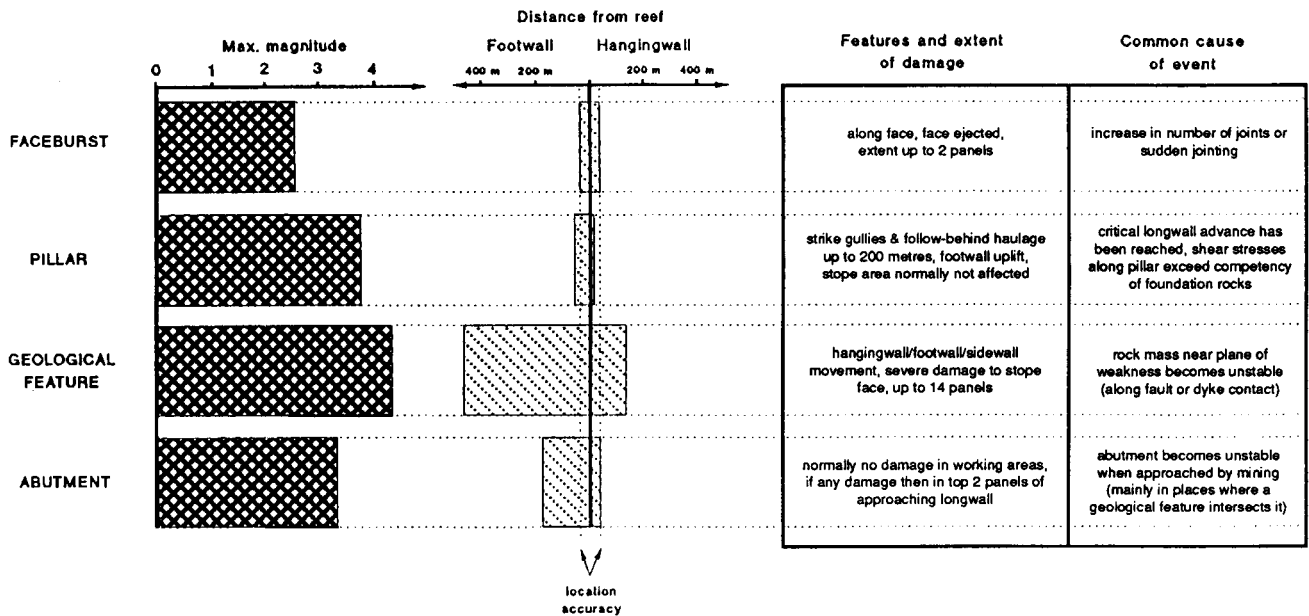 Distance from reef
Max. magnitude
Footwall Hangingwall
Features and extent
of damage
Common cause
of event
0 1 2 3 4
400 m 200 m 200 m 400 m
FACEBURST
along face, face ejected,
extent up to 2 panels
increase in number of joints or
sudden jointing
PILLAR
strike gullies & follow-behind haulage
up to 200 metres, footwall uplift,
stope area normally not affected
critical longwall advance has
been reached, shear stresses
along pillar exceed competency
of foundation rocks
GEOLOGICAL
FEATURE
hangingwall/footwall/sidewall
movement, severe damage to stope
face, up to 14 panels
rock mass near plane of
weakness becomes unstable
(along fault or dyke contact)
ABUTMENT
normally no damage in working areas,
if any damage then in top 2 panels of
approaching longwall
abutment becomes unstable
when approached by mining
(mainly in places where a
geological feature intersects it)
location
accuracy